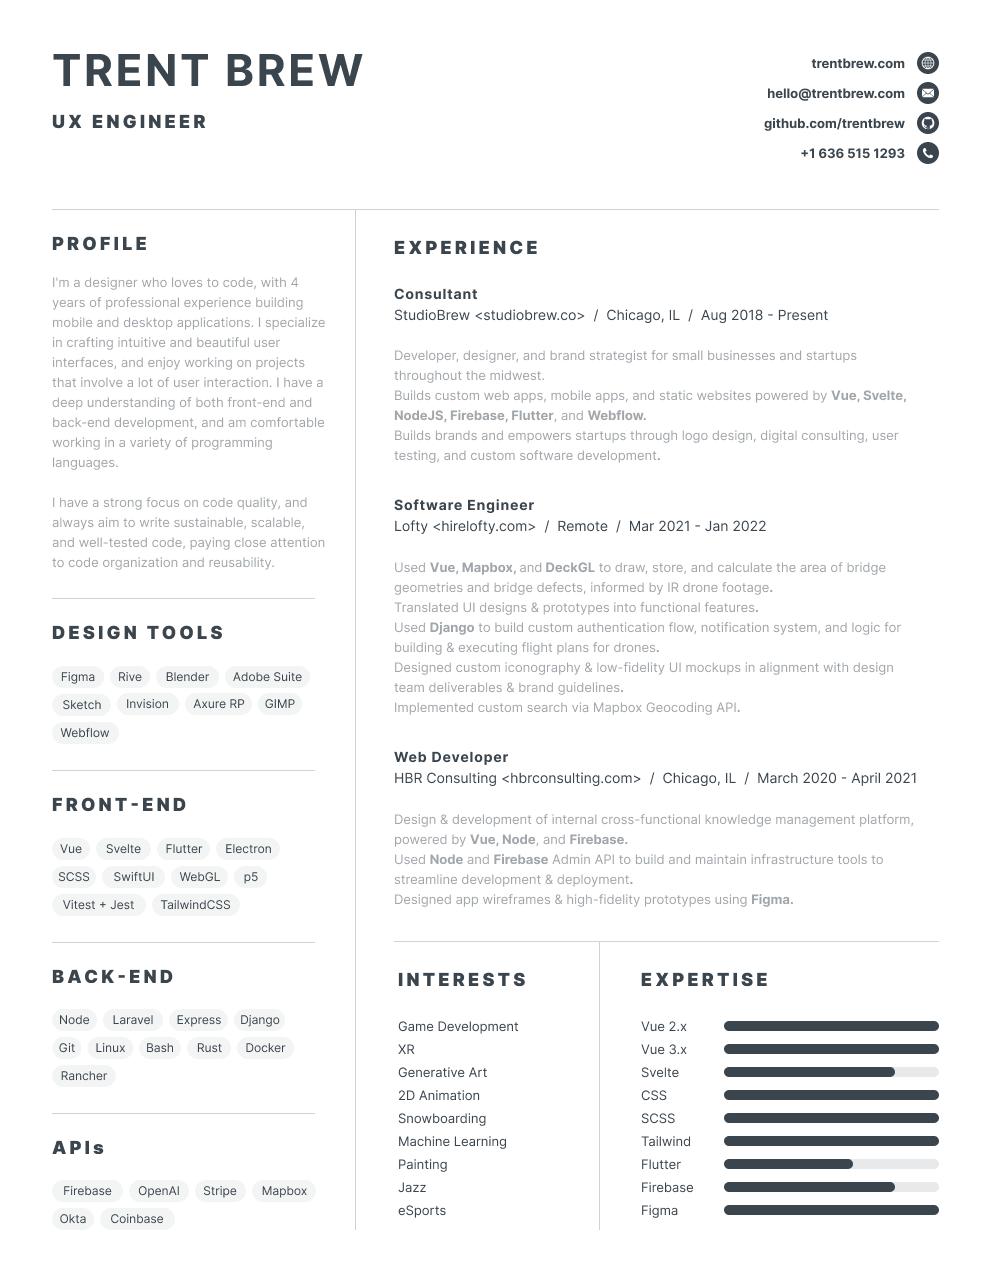 TRENT BREW
UX ENGINEER
trentbrew.com
hello@trentbrew.com
github.com/trentbrew
+1 636 515 1293
PROFILE
I'm a designer who loves to code, with 4
years of professional experience building
mobile and desktop applications. I specialize
in crafting intuitive and beautiful user
interfaces, and enjoy working on projects
that involve a lot of user interaction. I have a
deep understanding of both front-end and
back-end development, and am comfortable
working in a variety of programming
languages.
I have a strong focus on code quality, and
always aim to write sustainable, scalable,
and well-tested code, paying close attention
to code organization and reusability.
DESIGN TOOLS
Figma Rive Blender Adobe Suite
Sketch Invision Axure RP GIMP
Webflow
FRONT-END
Vue Svelte Flutter Electron
SCSS SwiftUI WebGL p5
Vitest + Jest TailwindCSS
BACK-END
Node Laravel Express Django
Git Linux Bash Rust Docker
Rancher
APIs
Firebase OpenAI Stripe Mapbox
Okta Coinbase
EXPERIENCE
Consultant
StudioBrew <studiobrew.co> / Chicago, IL / Aug 2018 - Present
Developer, designer, and brand strategist for small businesses and startups
throughout the midwest.
Builds custom web apps, mobile apps, and static websites powered by Vue, Svelte,
NodeJS, Firebase, Flutter, and Webflow.
Builds brands and empowers startups through logo design, digital consulting, user
testing, and custom software development.
Software Engineer
Lofty <hirelofty.com> / Remote / Mar 2021 - Jan 2022
Used Vue, Mapbox, and DeckGL to draw, store, and calculate the area of bridge
geometries and bridge defects, informed by IR drone footage.
Translated UI designs & prototypes into functional features.
Used Django to build custom authentication flow, notification system, and logic for
building & executing flight plans for drones.
Designed custom iconography & low-fidelity UI mockups in alignment with design
team deliverables & brand guidelines.
Implemented custom search via Mapbox Geocoding API.
Web Developer
HBR Consulting <hbrconsulting.com> / Chicago, IL / March 2020 - April 2021
Design & development of internal cross-functional knowledge management platform,
powered by Vue, Node, and Firebase.
Used Node and Firebase Admin API to build and maintain infrastructure tools to
streamline development & deployment.
Designed app wireframes & high-fidelity prototypes using Figma.
INTERESTS
Game Development
XR
Generative Art
2D Animation
Snowboarding
Machine Learning
Painting
Jazz
eSports
EXPERTISE
Vue 2.x
Vue 3.x
Svelte
CSS
SCSS
Tailwind
Flutter
Firebase
Figma